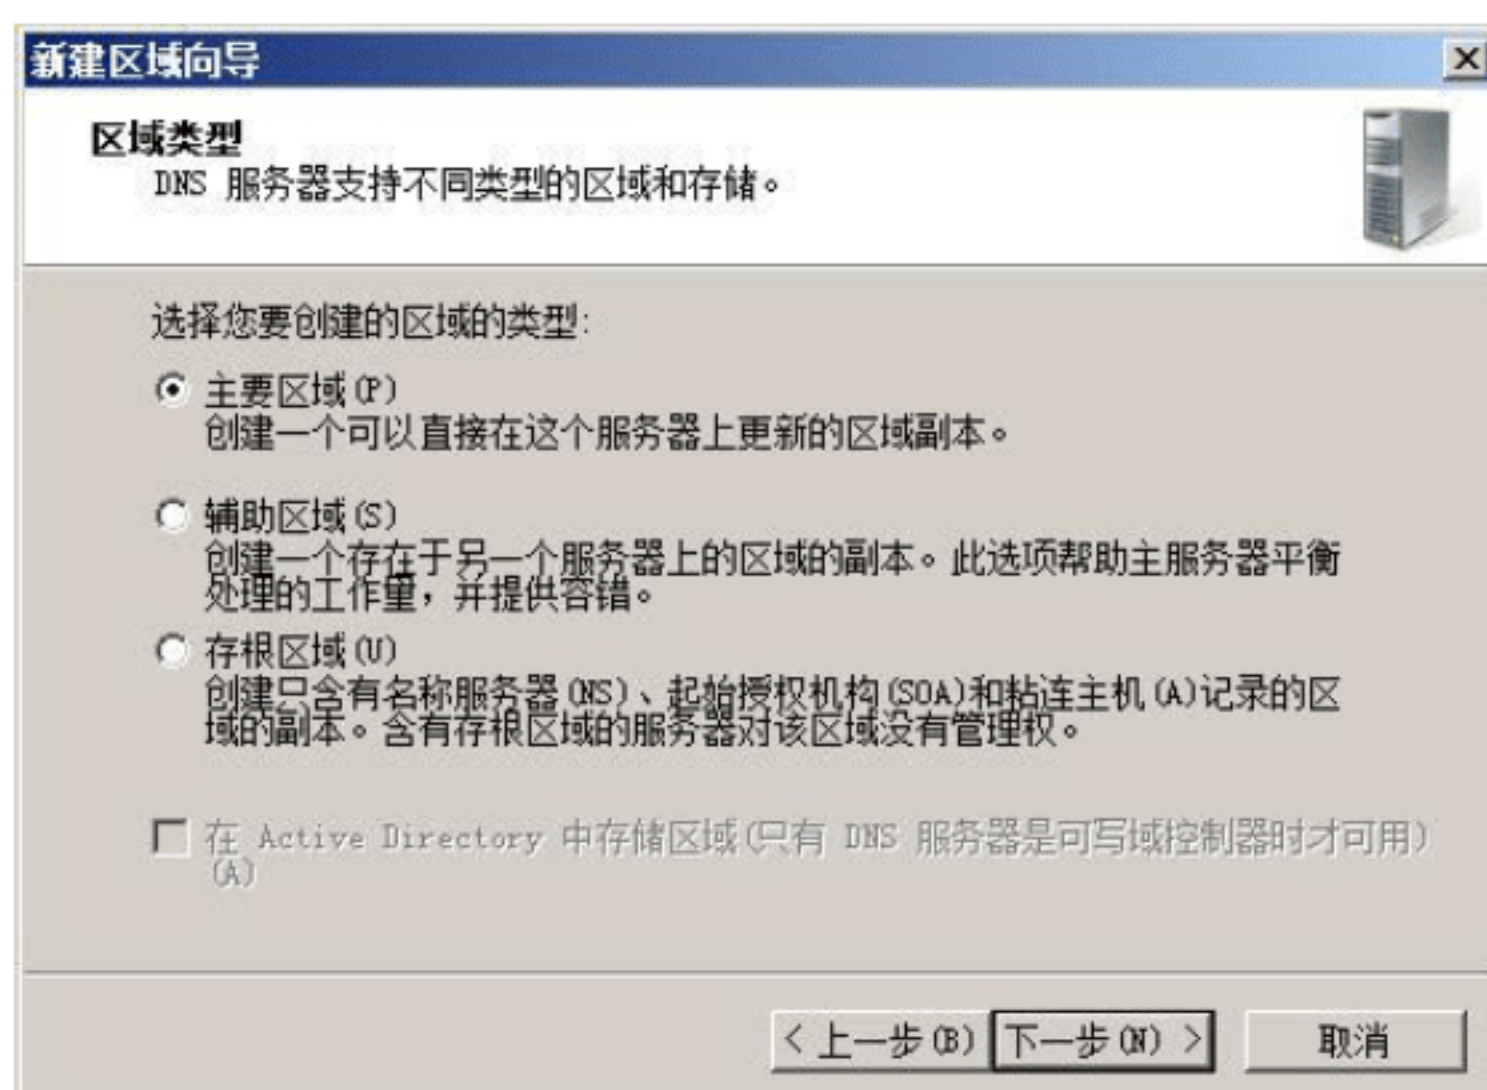 新建区域向导
区域类型
DNS 服务器支持不同类型的区域和存储。
选择您要创建的区域的类型:
主要区域(P)
创建一个可以直接在这个服务器上更新的区域副本。
辅助区域(S)
创建一个存在于另一个服务器上的区域的副本。此选项帮助主服务器平衡
处理的工作量，并提供容错。
存根区域(U)
创建只含有名称服务器(NS)、起始授权机构(SOA)和粘连主机(A)记录的区
域的副本。含有存根区域的服务器对该区域没有管理权。
在 Active Directory 中存储区域(只有 DNS 服务器是可写域控制器时才可用)
(A)
< 上一步(B) 下一步(N) > 取消